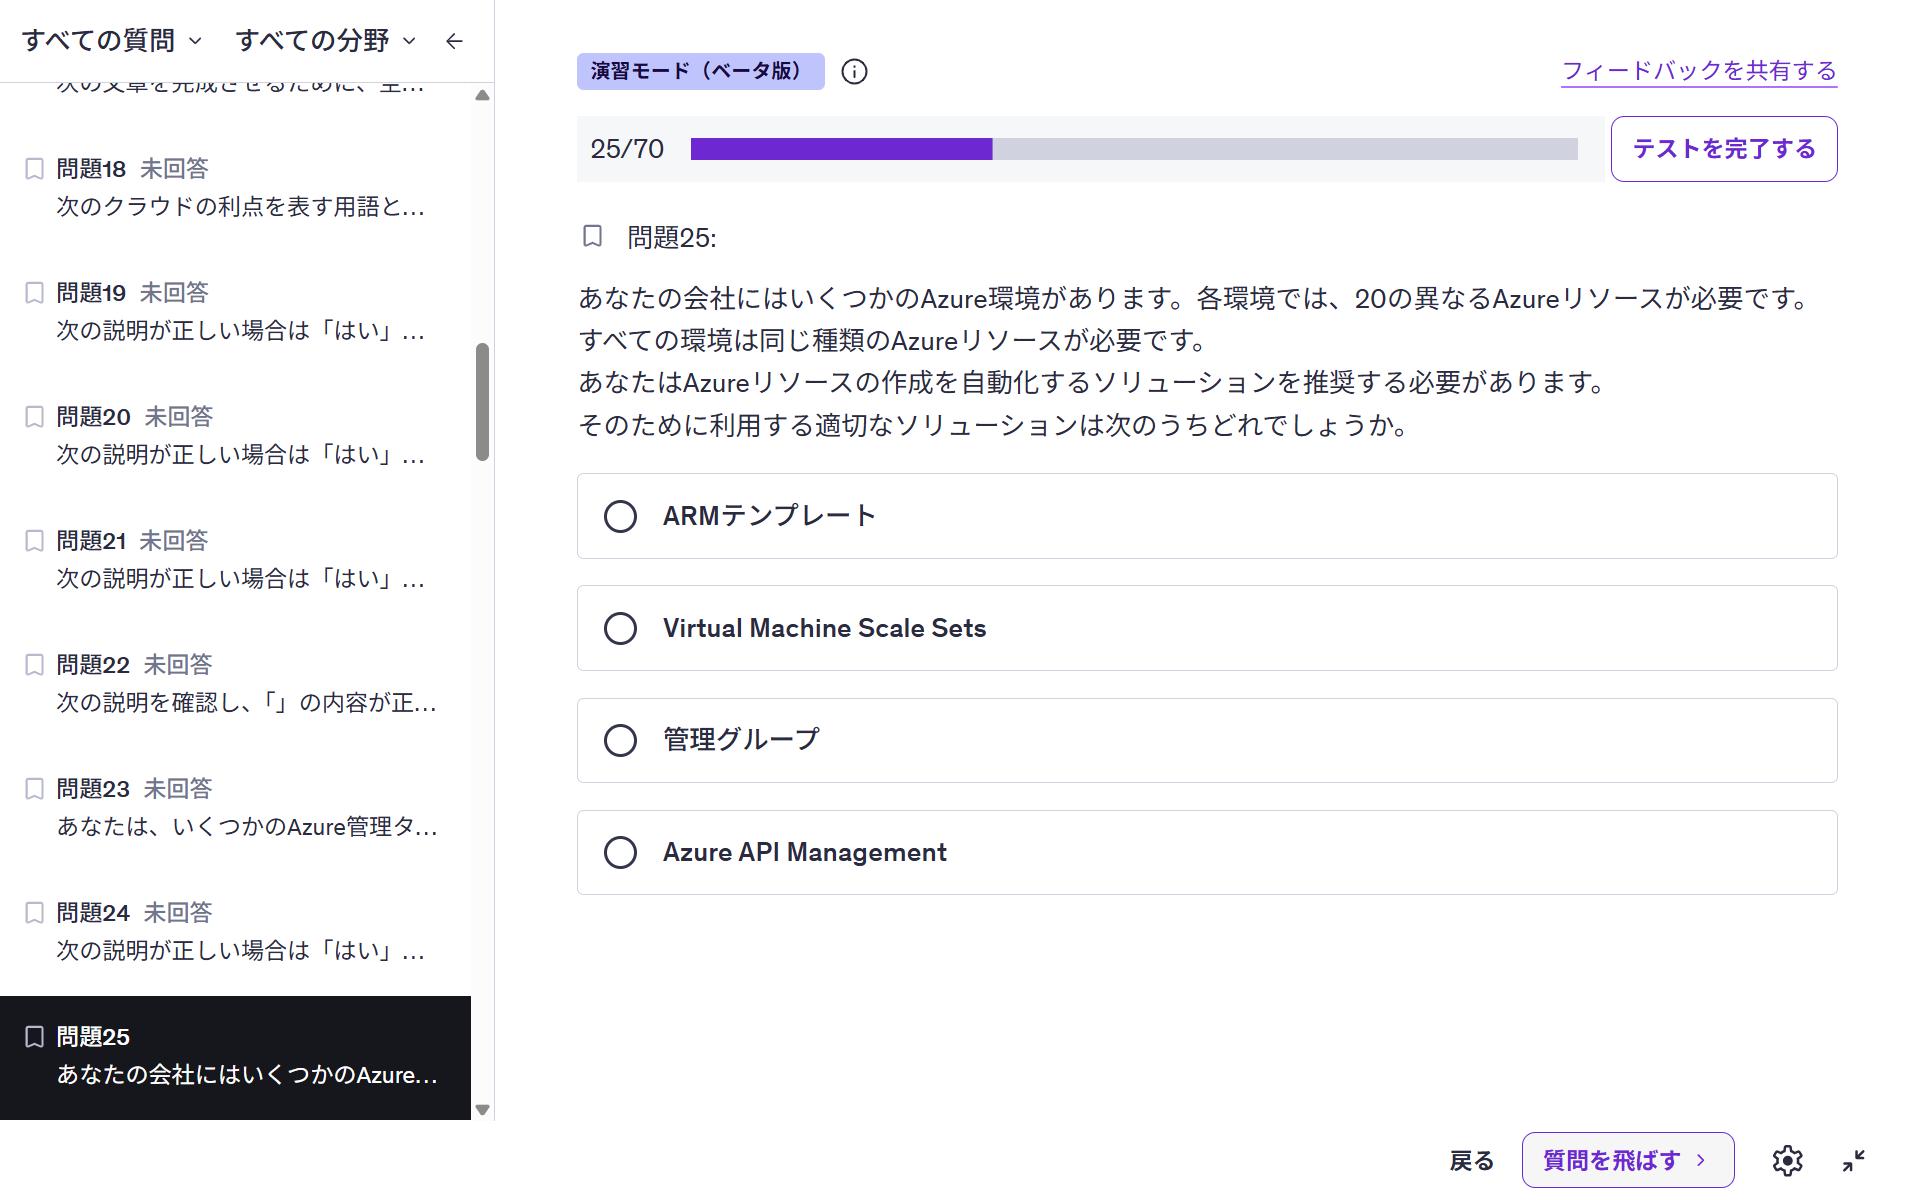 すべての質問
すべての分野
次の文章を完成させるために、空...
問題18 未回答
次のクラウドの利点を表す用語と...
問題19 未回答
次の説明が正しい場合は「はい」...
問題20 未回答
次の説明が正しい場合は「はい」...
問題21 未回答
次の説明が正しい場合は「はい」...
問題22 未回答
次の説明を確認し、「」の内容が正...
問題23 未回答
あなたは、いくつかのAzure管理タ...
問題24 未回答
次の説明が正しい場合は「はい」...
問題25
あなたの会社にはいくつかのAzure...
演習モード（ベータ版）
フィードバックを共有する
25/70
テストを完了する
問題25:
あなたの会社にはいくつかのAzure環境があります。各環境では、20の異なるAzureリソースが必要です。
すべての環境は同じ種類のAzureリソースが必要です。
あなたはAzureリソースの作成を自動化するソリューションを推奨する必要があります。
そのために利用する適切なソリューションは次のうちどれでしょうか。
ARMテンプレート
Virtual Machine Scale Sets
管理グループ
Azure API Management
戻る
質問を飛ばす